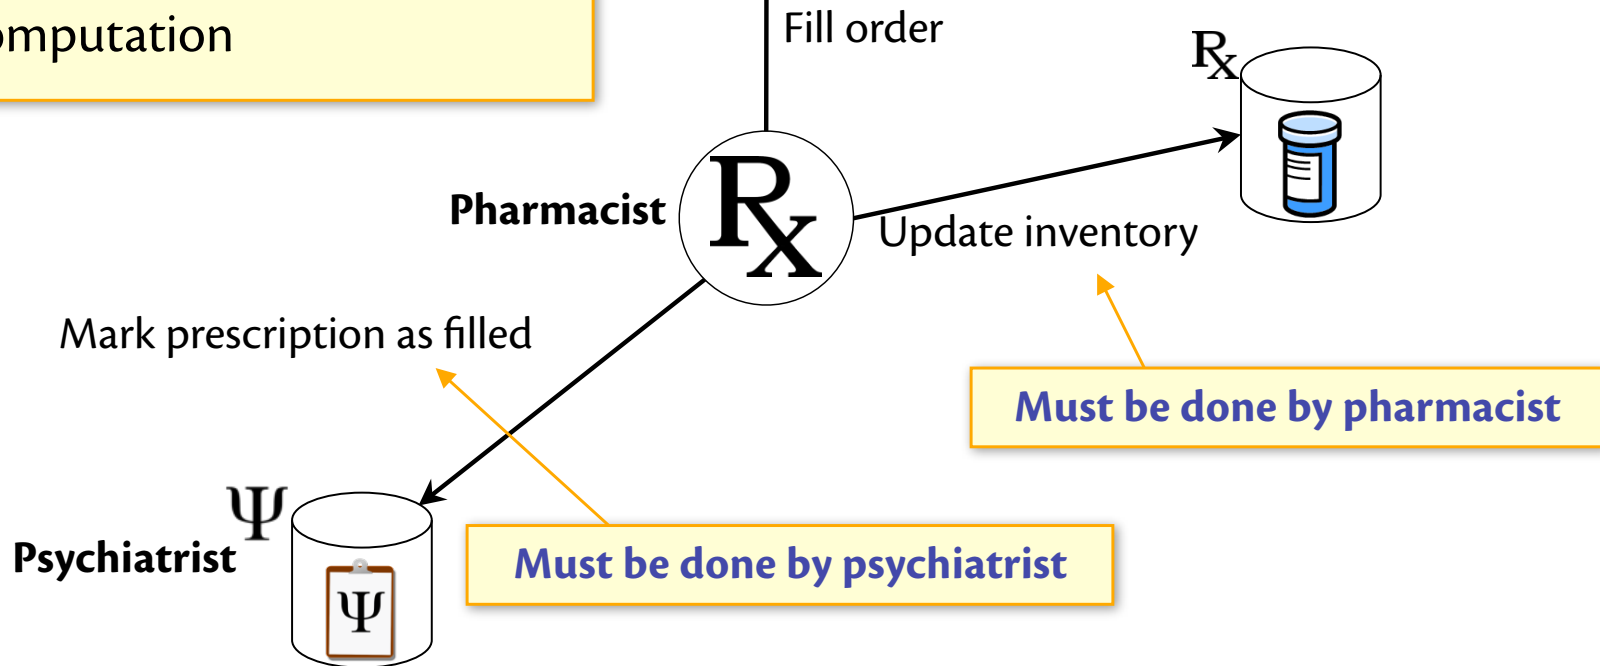 Fill order
omputation
Rx
Pharmacist
Rx
Update inventory
Mark prescription as filled
Must be done by pharmacist
Ψ
Psychiatrist
Must be done by psychiatrist
Ψ